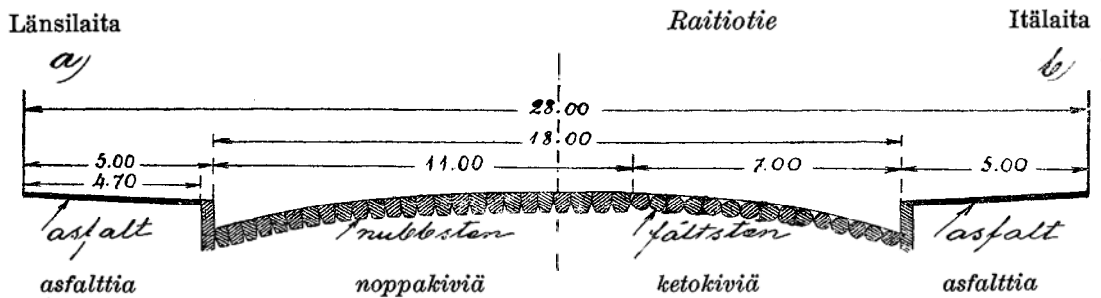 Länsilaita Raitiotie Itälaita
a) b)
28.00
18.00
5.00 11.00 7.00 5.00
4.70
asfalt nubbsten fältsten asfalt
asfalttia noppakiviä ketokiviä asfalttia